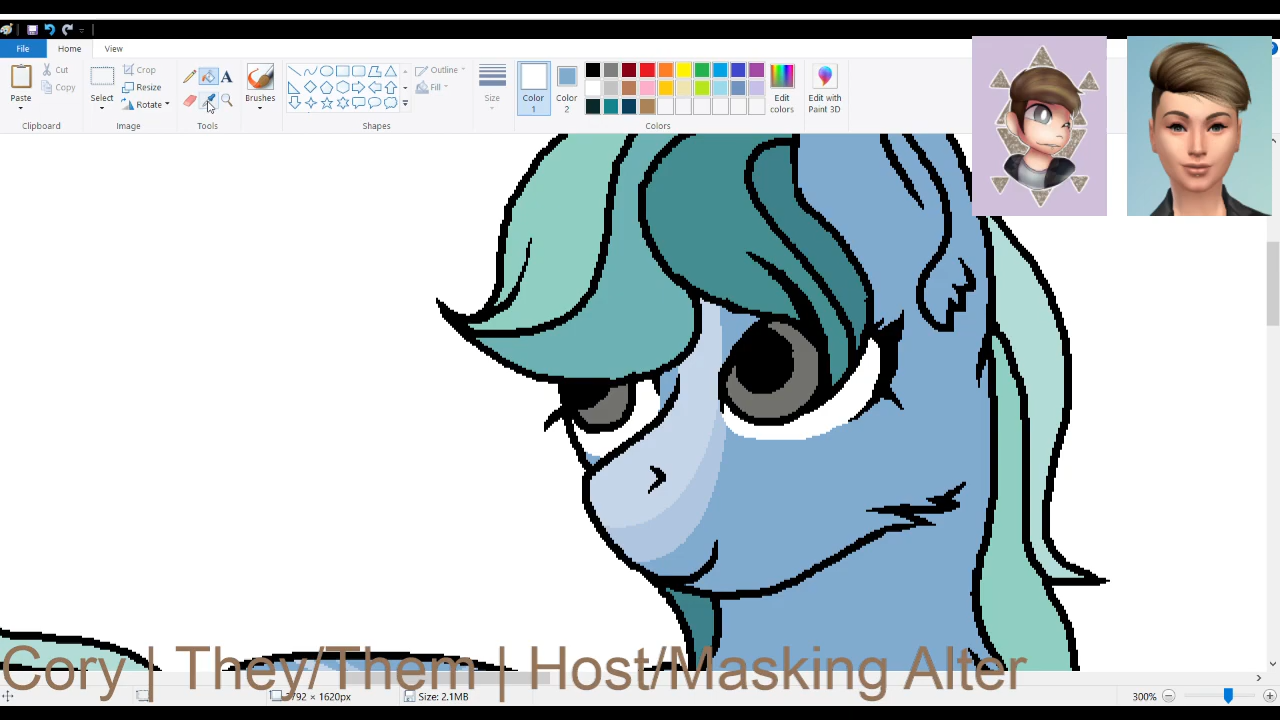 File Home View
Cut
Copy
Paste
Clipboard
Select
Crop
Resize
Rotate
Image
A
Tools
Brushes
Outline
Fill
Shapes
Size
Color 1
Color 2
Edit colors
Edit with Paint 3D
Colors
Cory | They/Them | Host/Masking Alter
Size: 2.1MB
300%